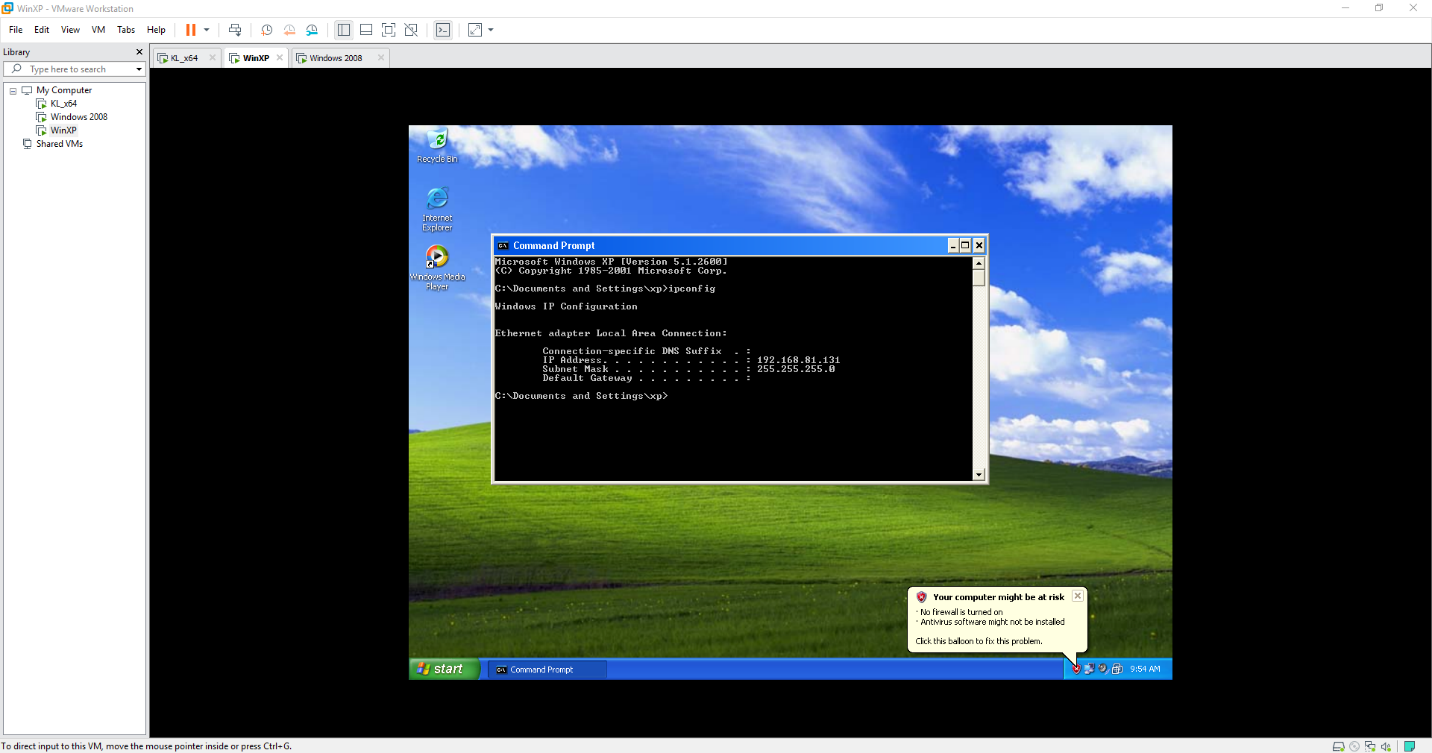 WinXP - VMware Workstation
File Edit View VM Tabs Help
Library
Type here to search
My Computer
KL_x64
Windows 2008
WinXP
Shared VMs
KL_x64
WinXP
Windows 2008
Recycle Bin
Internet
Explorer
Windows Media
Player
Command Prompt
Microsoft Windows XP [Version 5.1.2600]
(C) Copyright 1985-2001 Microsoft Corp.
C:\Documents and Settings\xp>ipconfig
Windows IP Configuration
Ethernet adapter Local Area Connection:
Connection-specific DNS Suffix . :
IP Address. . . . . . . . . . . . : 192.168.81.131
Subnet Mask . . . . . . . . . . . : 255.255.255.0
Default Gateway . . . . . . . . . :
C:\Documents and Settings\xp>
Your computer might be at risk
· No firewall is turned on
· Antivirus software might not be installed
Click this balloon to fix this problem.
start
Command Prompt
9:54 AM
To direct input to this VM, move the mouse pointer inside or press Ctrl+G.